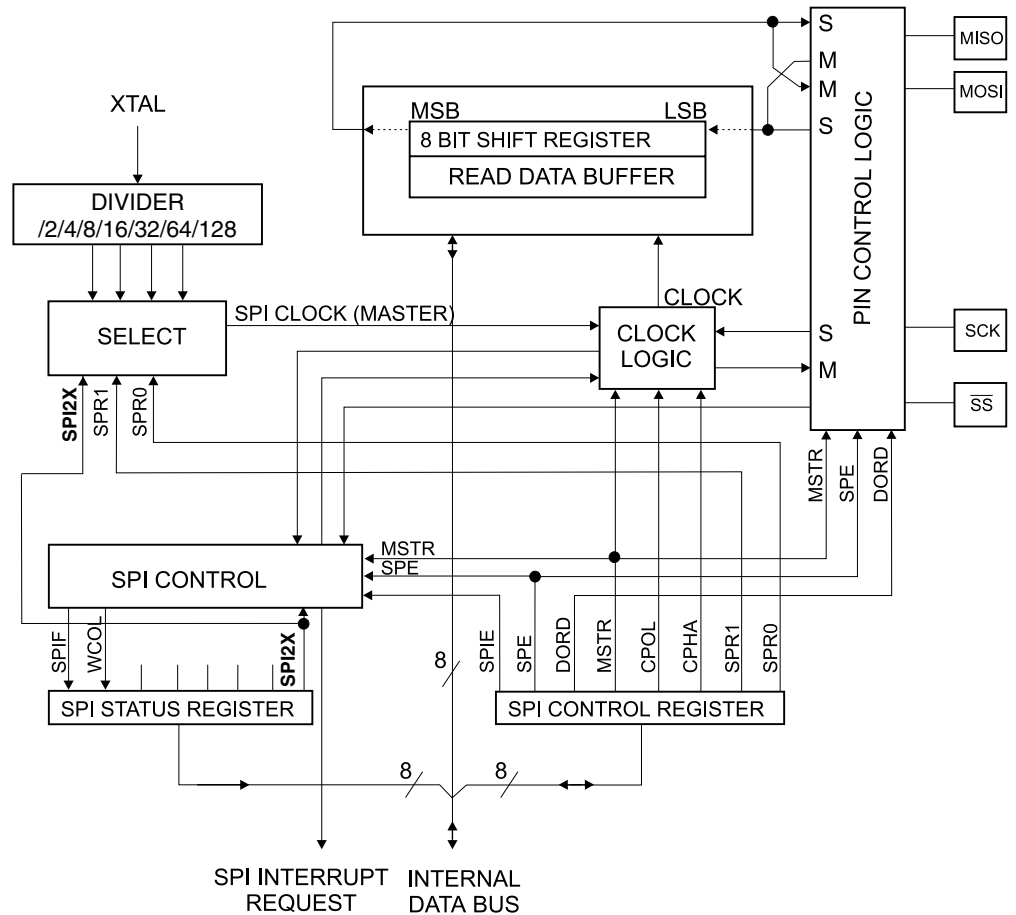 S
MISO
M
XTAL
MSB
LSB
M
MOSI
8 BIT SHIFT REGISTER
S
READ DATA BUFFER
DIVIDER
/2/4/8/16/32/64/128
PIN CONTROL LOGIC
CLOCK
SPI CLOCK (MASTER)
SELECT
CLOCK
LOGIC
S
SCK
M
SPI2X
SPR1
SPR0
SS
MSTR
SPE
DORD
MSTR
SPE
SPI CONTROL
SPIF
WCOL
SPI2X
8
SPIE
SPE
DORD
MSTR
CPOL
CPHA
SPR1
SPR0
SPI STATUS REGISTER
SPI CONTROL REGISTER
8
8
SPI INTERRUPT
REQUEST
INTERNAL
DATA BUS